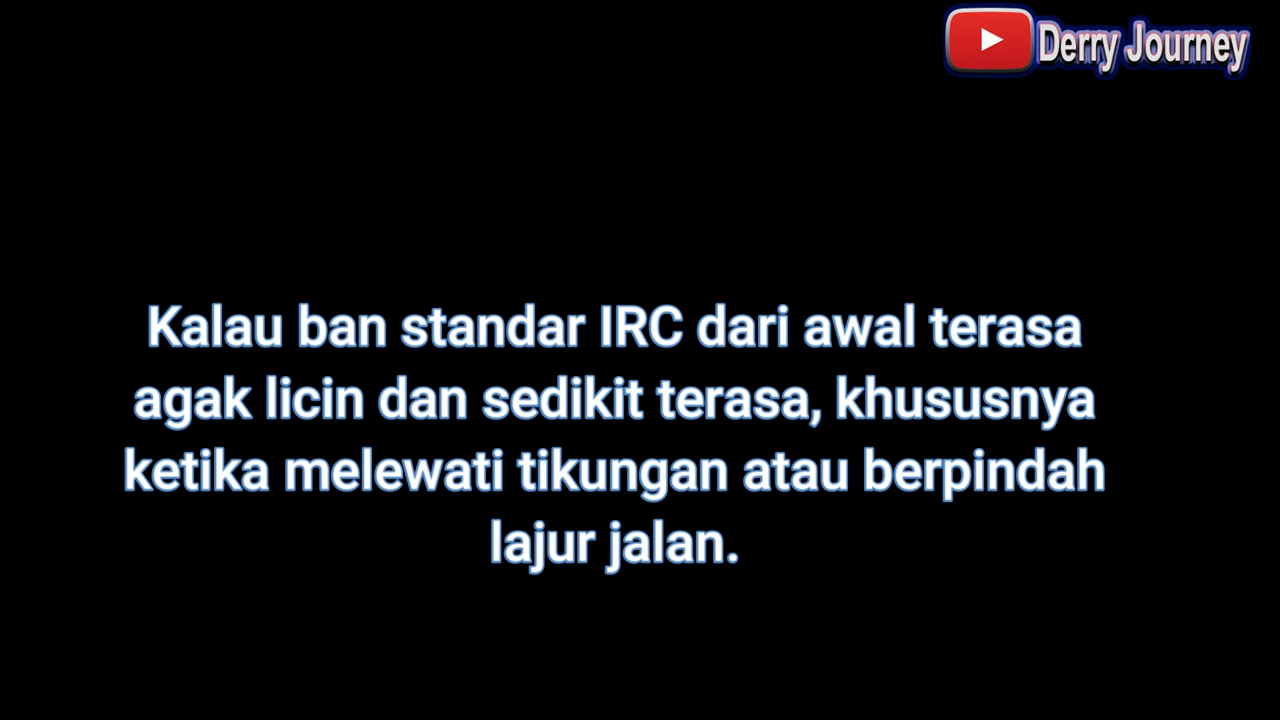 Derry Journey
Kalau ban standar IRC dari awal terasa
agak licin dan sedikit terasa, khususnya
ketika melewati tikungan atau berpindah
lajur jalan.